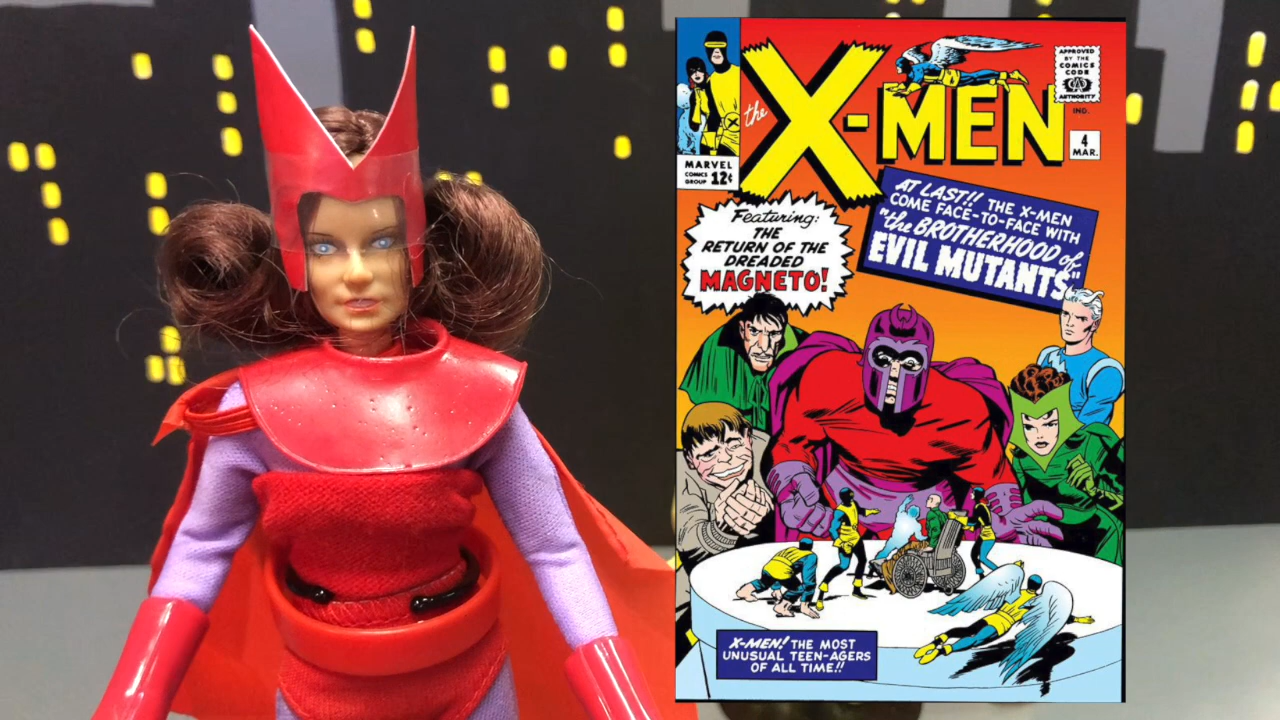 the
X-MEN
APPROVED
BY THE
COMICS
CODE
AUTHORITY
IND.
4
MAR.
MARVEL
COMICS
GROUP 12¢
AT LAST!! THE X-MEN
COME FACE-TO-FACE WITH
"the BROTHERHOOD of
EVIL MUTANTS"
Featuring:
THE
RETURN OF THE
DREADED
MAGNETO!
X-MEN! THE MOST
UNUSUAL TEEN-AGERS
OF ALL TIME!!